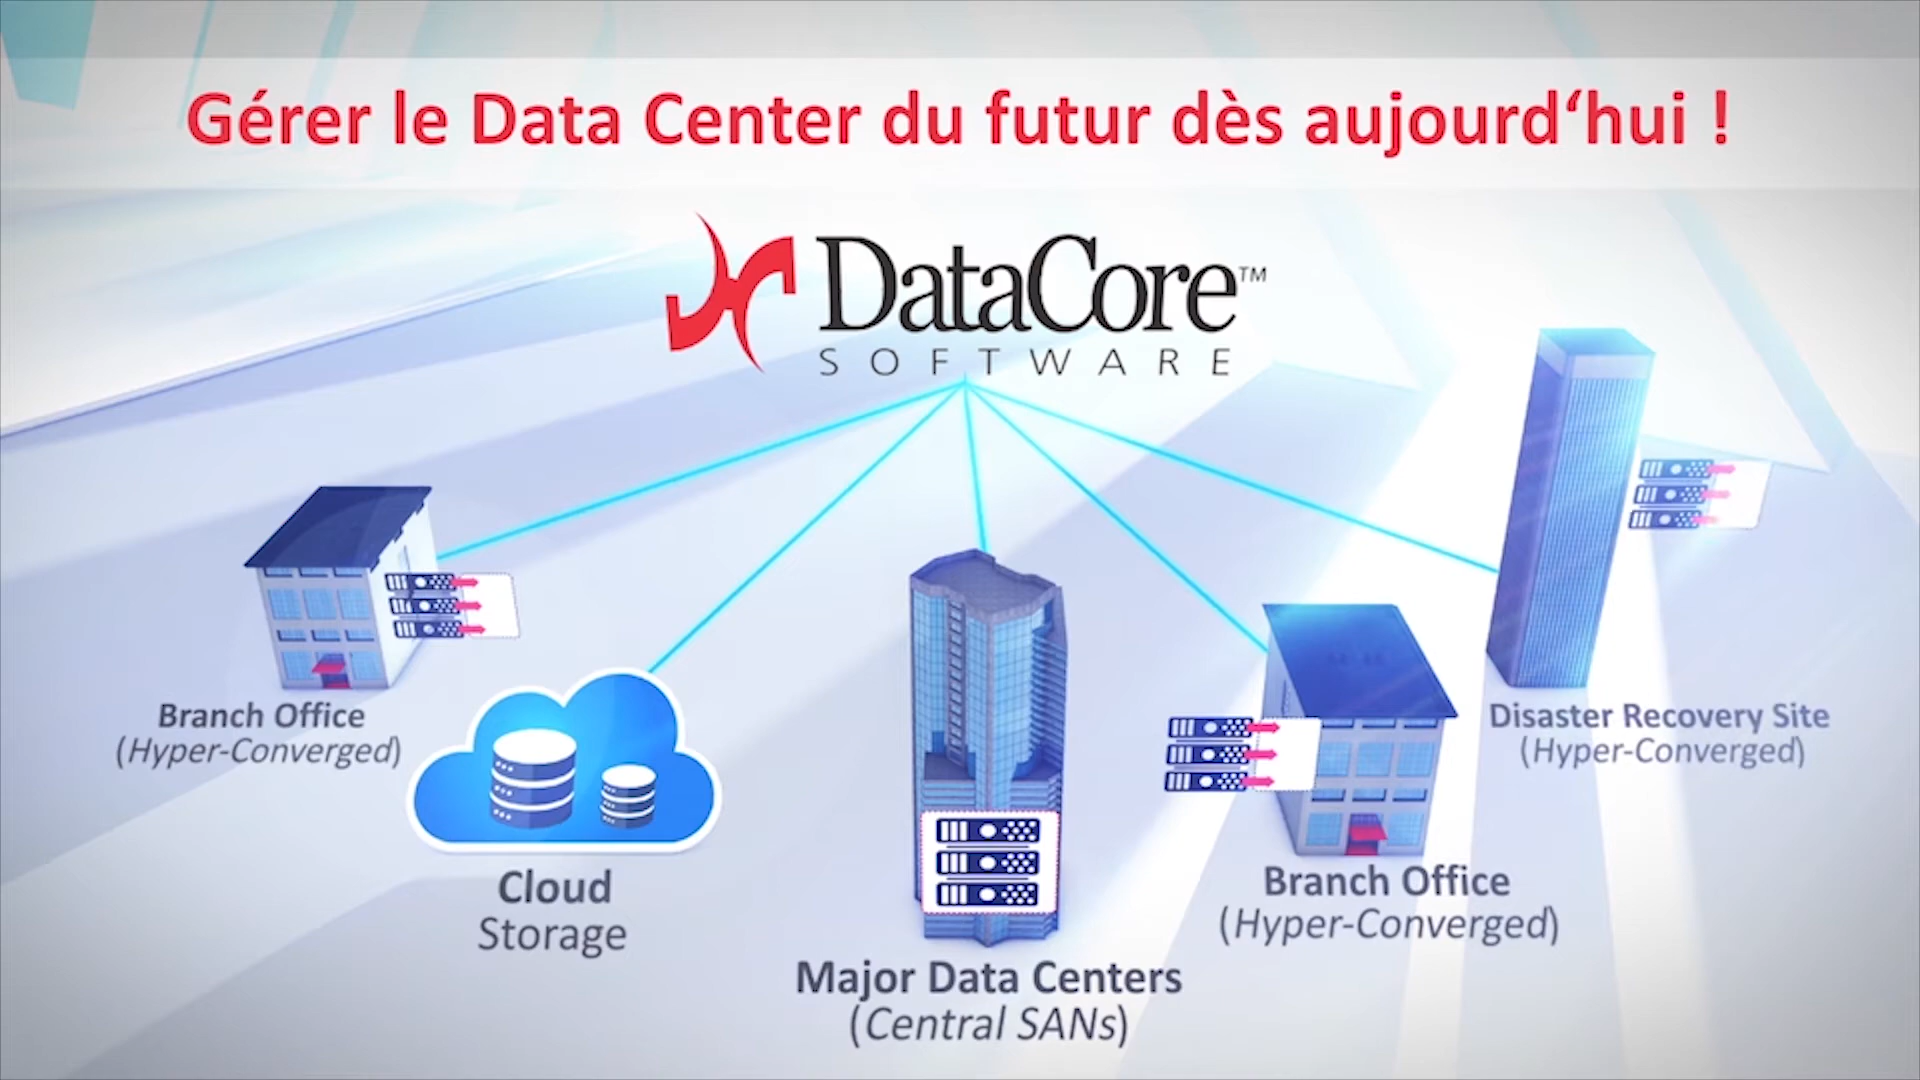 Gérer le Data Center du futur dès aujourd‘hui !
DataCore™
SOFTWARE
Branch Office
(Hyper-Converged)
Cloud
Storage
Major Data Centers
(Central SANs)
Branch Office
(Hyper-Converged)
Disaster Recovery Site
(Hyper-Converged)